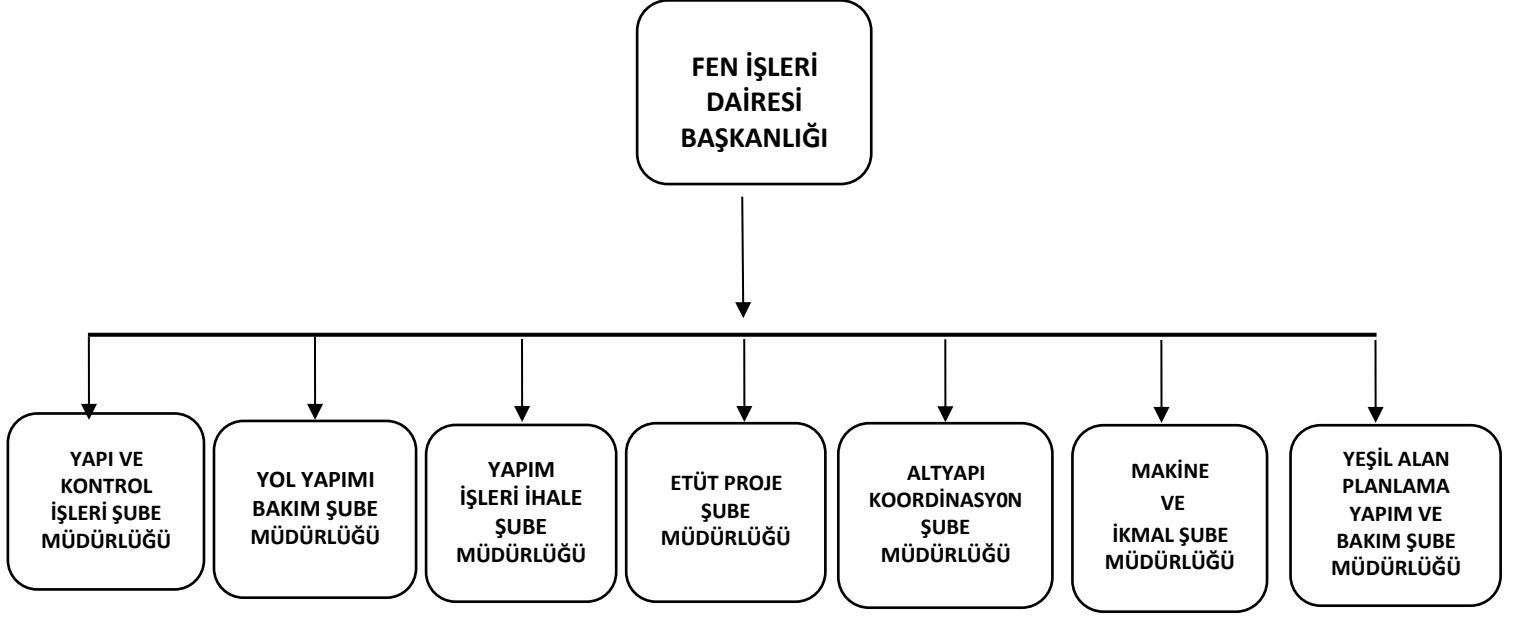 FEN İŞLERİ
DAİRESİ
BAŞKANLIĞI
YAPI VE
KONTROL
İŞLERİ ŞUBE
MÜDÜRLÜĞÜ
YOL YAPIMI
BAKIM ŞUBE
MÜDÜRLÜĞÜ
YAPIM
İŞLERİ İHALE
ŞUBE
MÜDÜRLÜĞÜ
ETÜT PROJE
ŞUBE
MÜDÜRLÜĞÜ
ALTYAPI
KOORDİNASY0N
ŞUBE
MÜDÜRLÜĞÜ
MAKİNE
VE
İKMAL ŞUBE
MÜDÜRLÜĞÜ
YEŞİL ALAN
PLANLAMA
YAPIM VE
BAKIM ŞUBE
MÜDÜRLÜĞÜ